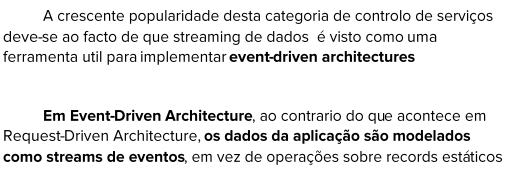 A crescente popularidade desta categoria de controlo de serviços
deve-se ao facto de que streaming de dados é visto como uma
ferramenta util para implementar event-driven architectures
Em Event-Driven Architecture, ao contrario do que acontece em
Request-Driven Architecture, os dados da aplicação são modelados
como streams de eventos, em vez de operações sobre records estáticos